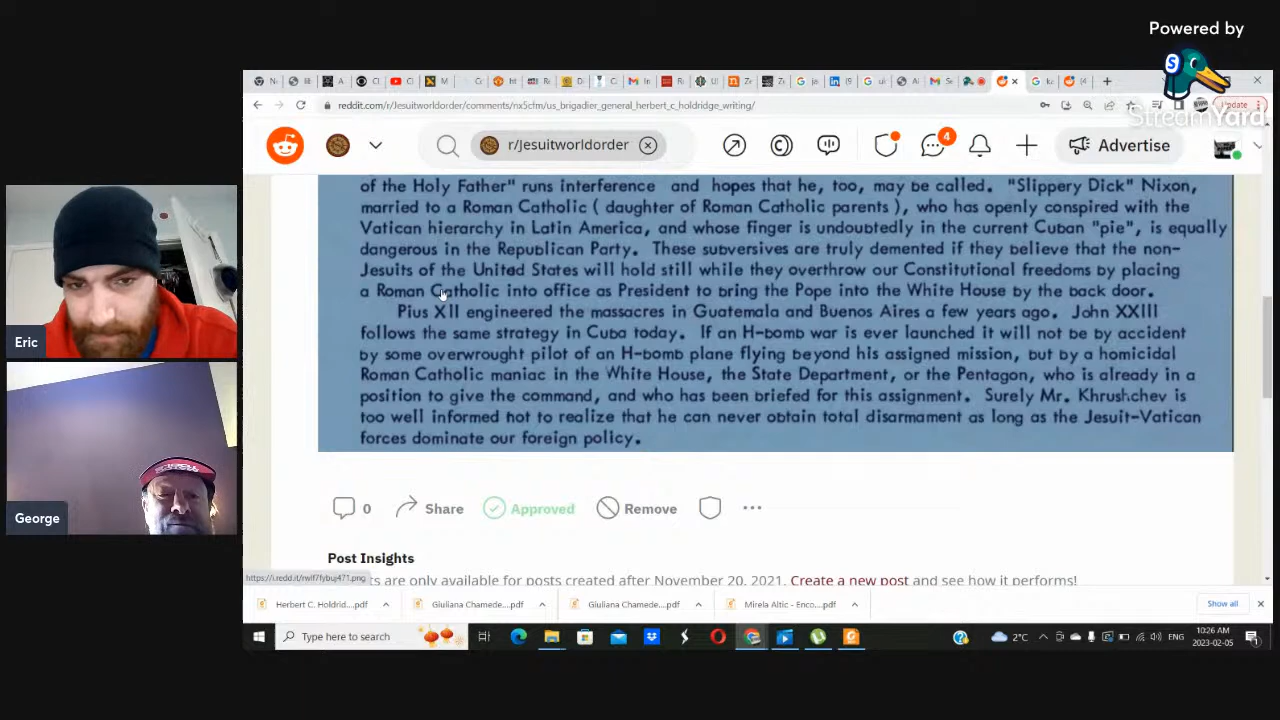 Powered by
StreamYard
reddit.com/r/Jesuitworldorder/comments/nx5cfm/us_brigadier_general_herbert_c_holdridge_writing/
Update
r/Jesuitworldorder
4
Advertise
of the Holy Father" runs interference and hopes that he, too, may be called. "Slippery Dick" Nixon,
married to a Roman Catholic ( daughter of Roman Catholic parents ), who has openly conspired with the
Vatican hierarchy in Latin America, and whose finger is undoubtedly in the current Cuban "pie", is equally
dangerous in the Republican Party. These subversives are truly demented if they believe that the non-
Jesuits of the United States will hold still while they overthrow our Constitutional freedoms by placing
a Roman Catholic into office as President to bring the Pope into the White House by the back door.
Pius XII engineered the massacres in Guatemala and Buenos Aires a few years ago. John XXIII
follows the same strategy in Cuba today. If an H-bomb war is ever launched it will not be by accident
by some overwrought pilot of an H-bomb plane flying beyond his assigned mission, but by a homicidal
Roman Catholic maniac in the White House, the State Department, or the Pentagon, who is already in a
position to give the command, and who has been briefed for this assignment. Surely Mr. Khrushchev is
too well informed not to realize that he can never obtain total disarmament as long as the Jesuit-Vatican
forces dominate our foreign policy.
Eric
George
0 Share Approved Remove
Post Insights
ts are only available for posts created after November 20, 2021. Create a new post and see how it performs!
https://i.redd.it/rwlf7fybuj471.png
Herbert C. Holdrid....pdf Giuliana Chamede....pdf Giuliana Chamede....pdf Mirela Altic - Enco....pdf Show all
Type here to search 2°C ENG 10:26 AM
2023-02-05